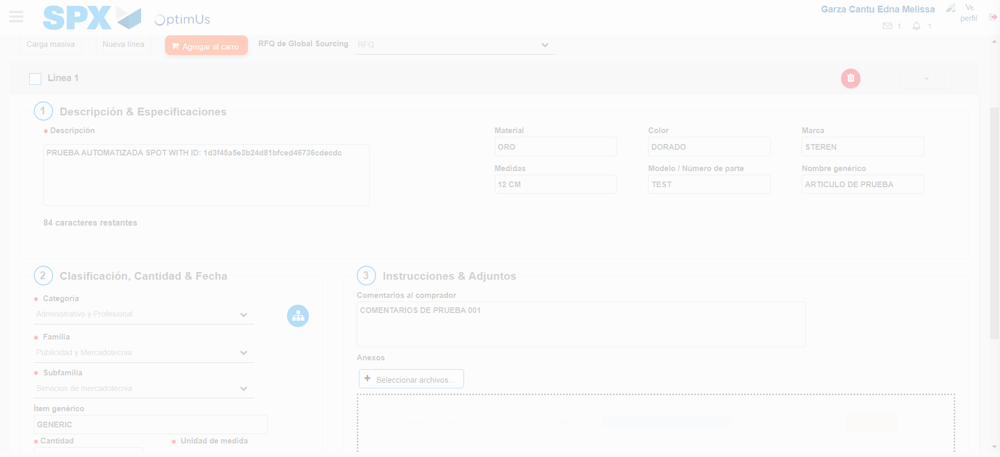 SPX
OptimUs
Garza Cantu Edna Melissa
1
1
Ve
perfil
Carga masiva
Nueva línea
Agregar al carro
RFQ de Global Sourcing
RFQ
Línea 1
1 Descripción & Especificaciones
* Descripción
PRUEBA AUTOMATIZADA SPOT WITH ID: 1d3f45a5e3b24d81bfced46736cdecdc
84 caracteres restantes
Material
Color
Marca
ORO
DORADO
STEREN
Medidas
Modelo / Número de parte
Nombre genérico
12 CM
TEST
ARTICULO DE PRUEBA
2 Clasificación, Cantidad & Fecha
* Categoría
Administrativo y Profesional
* Familia
Publicidad y Mercadotecnia
* Subfamilia
Servicios de mercadotecnia
Ítem genérico
GENERIC
* Cantidad
* Unidad de medida
3 Instrucciones & Adjuntos
Comentarios al comprador
COMENTARIOS DE PRUEBA 001
Anexos
+ Seleccionar archivos...